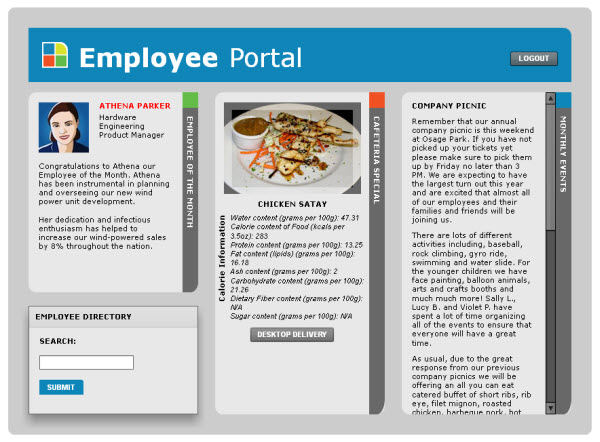 Employee Portal
LOGOUT
ATHENA PARKER
Hardware
Engineering
Product Manager
Congratulations to Athena our
Employee of the Month. Athena
has been instrumental in planning
and overseeing our new wind
power unit development.
Her dedication and infectious
enthusiasm has helped to
increase our wind-powered sales
by 8% throughout the nation.
EMPLOYEE OF THE MONTH
EMPLOYEE DIRECTORY
SEARCH:
SUBMIT
CHICKEN SATAY
Calorie Information
Water content (grams per 100g): 47.31
Calorie content of Food (kcals per
3.5oz): 283
Protein content (grams per 100g): 13.25
Fat content (lipids) (grams per 100g):
16.18
Ash content (grams per 100g): 2
Carbohydrate content (grams per 100g):
21.26
Dietary Fiber content (grams per 100g): N/A
Sugar content (grams per 100g): N/A
DESKTOP DELIVERY
CAFETERIA SPECIAL
COMPANY PICNIC
Remember that our annual
company picnic is this weekend
at Osage Park. If you have not
picked up your tickets yet
please make sure to pick them
up by Friday no later than 3
PM. We are expecting to have
the largest turn out this year
and are excited that almost all
of our employees and their
families and friends will be
joining us.
There are lots of different
activities including, baseball,
rock climbing, gyro ride,
swimming and water slide. For
the younger children we have
face painting, balloon animals,
arts and crafts booths and
much much more! Sally L.,
Lucy B. and Violet P. have
spent a lot of time organizing
all of the events to ensure that
everyone will have a great
time.
As usual, due to the great
response from our previous
company picnics we will be
offering an all you can eat
catered buffet of short ribs, rib
eye, filet mignon, roasted
chicken, barbeque pork, hot
MONTHLY EVENTS